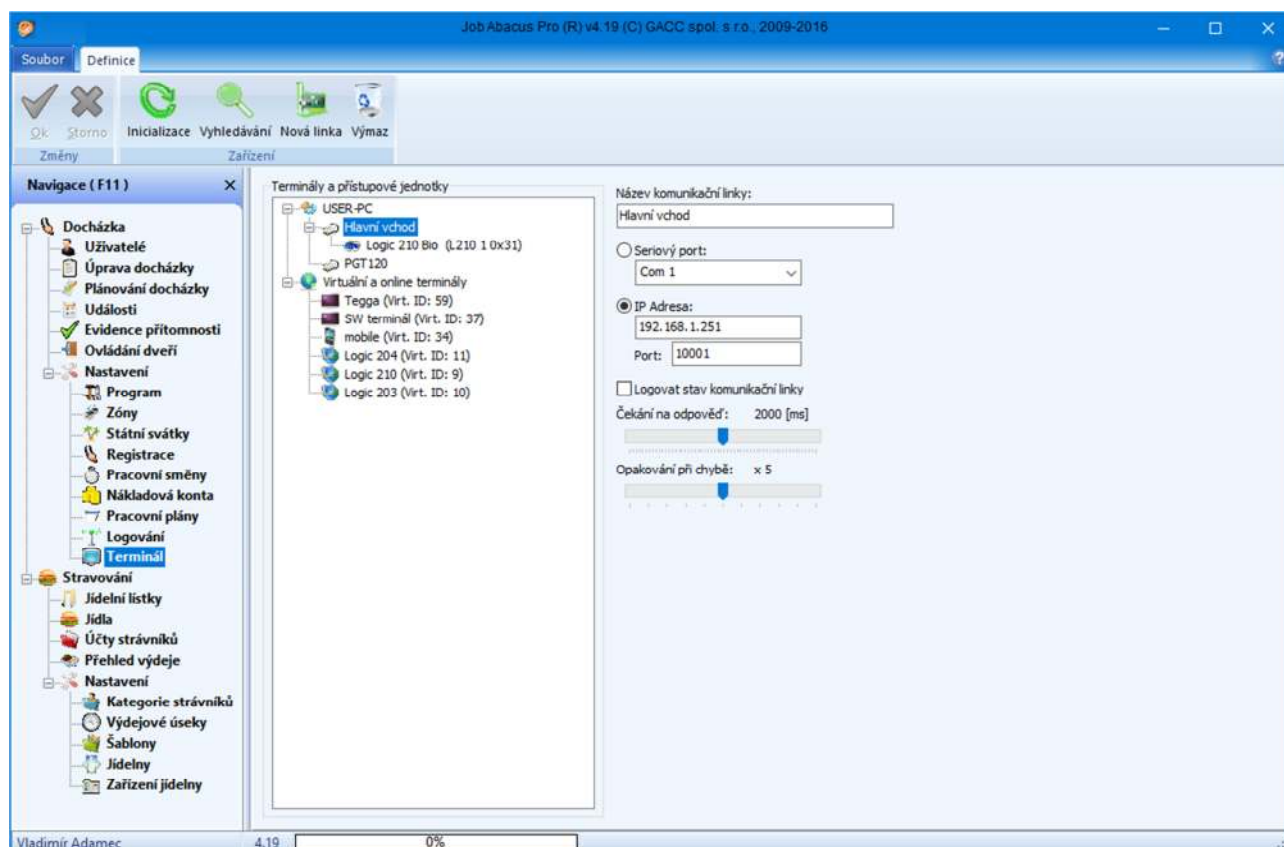 Job Abacus Pro (R) v4.19 (C) GACC spol. s r.o., 2009-2016
Soubor
Definice
Ok
Storno
Inicializace
Vyhledávání
Nová linka
Výmaz
Změny
Zařízení
Navigace ( F11 )
Docházka
Uživatelé
Úprava docházky
Plánování docházky
Události
Evidence přítomnosti
Ovládání dveří
Nastavení
Program
Zóny
Státní svátky
Registrace
Pracovní směny
Nákladová konta
Pracovní plány
Logování
Terminál
Stravování
Jídelní lístky
Jídla
Účty strávníků
Přehled výdeje
Nastavení
Kategorie strávníků
Výdejové úseky
Šablony
Jídelny
Zařízení jídelny
Terminály a přístupové jednotky
USER-PC
Hlavní vchod
Logic 210 Bio (L210 1 0x31)
PGT120
Virtuální a online terminály
Tegga (Virt. ID: 59)
SW terminál (Virt. ID: 37)
mobile (Virt. ID: 34)
Logic 204 (Virt. ID: 11)
Logic 210 (Virt. ID: 9)
Logic 203 (Virt. ID: 10)
Název komunikační linky:
Hlavní vchod
Seriový port:
Com 1
IP Adresa:
192.168.1.251
Port: 10001
Logovat stav komunikační linky
Čekání na odpověď: 2000 [ms]
Opakování při chybě: x 5
Vladimír Adamec 4.19 0%